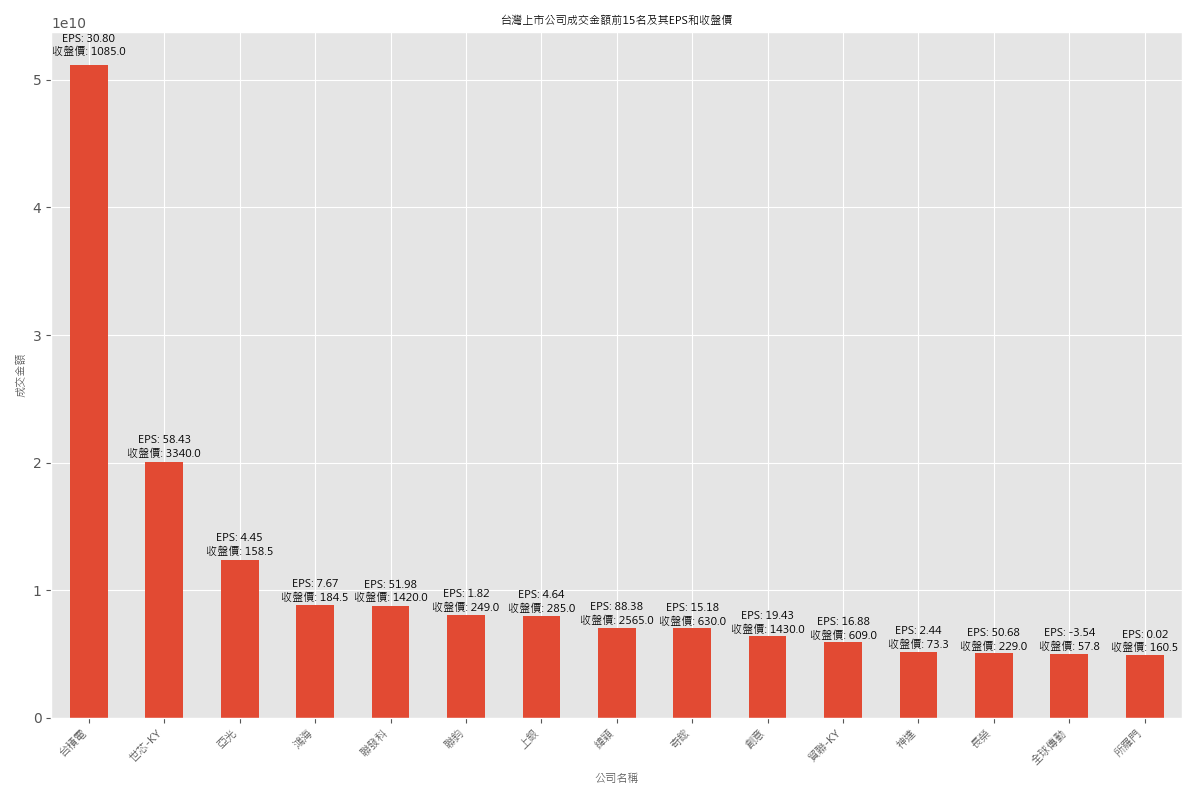 台灣上市公司成交金額前15名及其EPS和收盤價
1e10
5
4
3
2
1
0
成交金額
EPS: 30.80
收盤價: 1085.0
EPS: 58.43
收盤價: 3340.0
EPS: 4.45
收盤價: 158.5
EPS: 7.67
收盤價: 184.5
EPS: 51.98
收盤價: 1420.0
EPS: 1.82
收盤價: 249.0
EPS: 4.64
收盤價: 285.0
EPS: 88.38
收盤價: 2565.0
EPS: 15.18
收盤價: 630.0
EPS: 19.43
收盤價: 1430.0
EPS: 16.88
收盤價: 609.0
EPS: 2.44
收盤價: 73.3
EPS: 50.68
收盤價: 229.0
EPS: -3.54
收盤價: 57.8
EPS: 0.02
收盤價: 160.5
台積電
世芯-KY
亞光
鴻海
聯發科
聯鈞
上銀
緯穎
奇鋐
創意
貿聯-KY
神達
長榮
全球傳動
所羅門
公司名稱